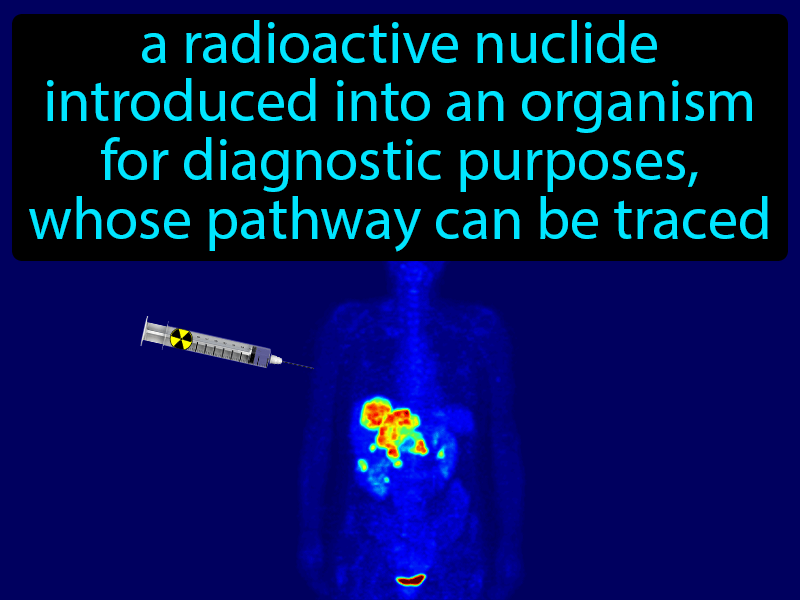 a radioactive nuclide
introduced into an organism
for diagnostic purposes,
whose pathway can be traced